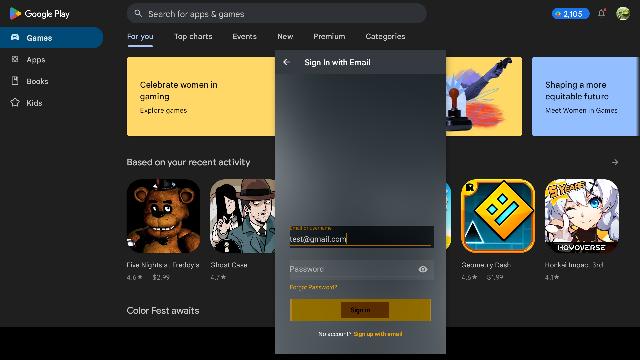 Google Play
Search for apps & games
2,105
Games
Apps
Books
Kids
For you
Top charts
Events
New
Premium
Categories
Celebrate women in
gaming
Explore games
Shaping a more
equitable future
Meet Women in Games
Sign In with Email
Email or username
test@gmail.com
Password
Forgot Password?
Sign in
No account? Sign up with email
Based on your recent activity
Five Nights a
Freddy's
4.6★ $2.99
Ghost Case
4.7★
Geometry Dash
4.6★ $1.99
Honkai Impact 3rd
4.1★
HOYOVERSE
Color Fest awaits